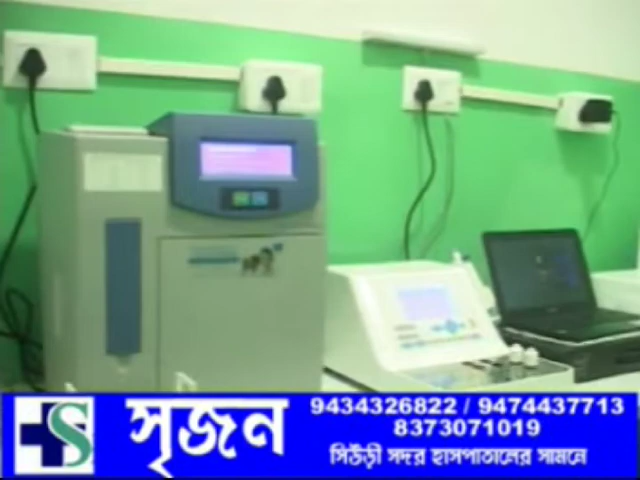 S
সৃজন
9434326822 / 9474437713
8373071019
সিউড়ী সদর হাসপাতালের সামনে